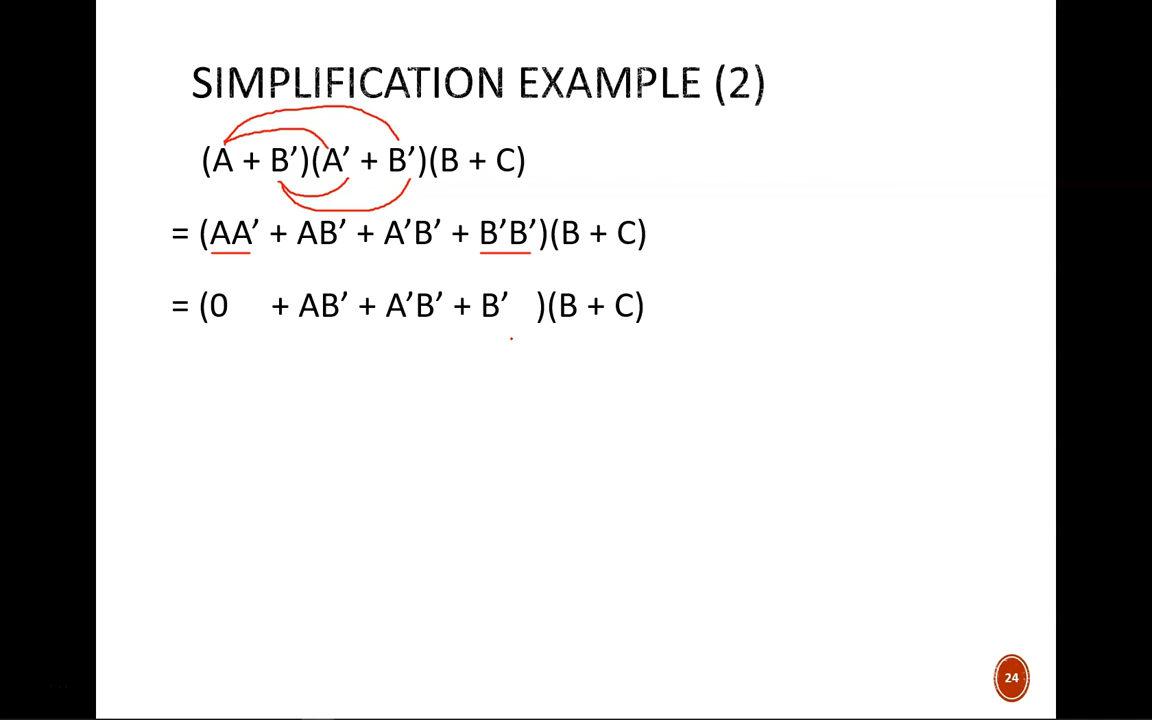 SIMPLIFICATION EXAMPLE (2)
(A + B’)(A’ + B’)(B + C)
= (AA’ + AB’ + A’B’ + B’B’)(B + C)
= (0 + AB’ + A’B’ + B’ )(B + C)
24